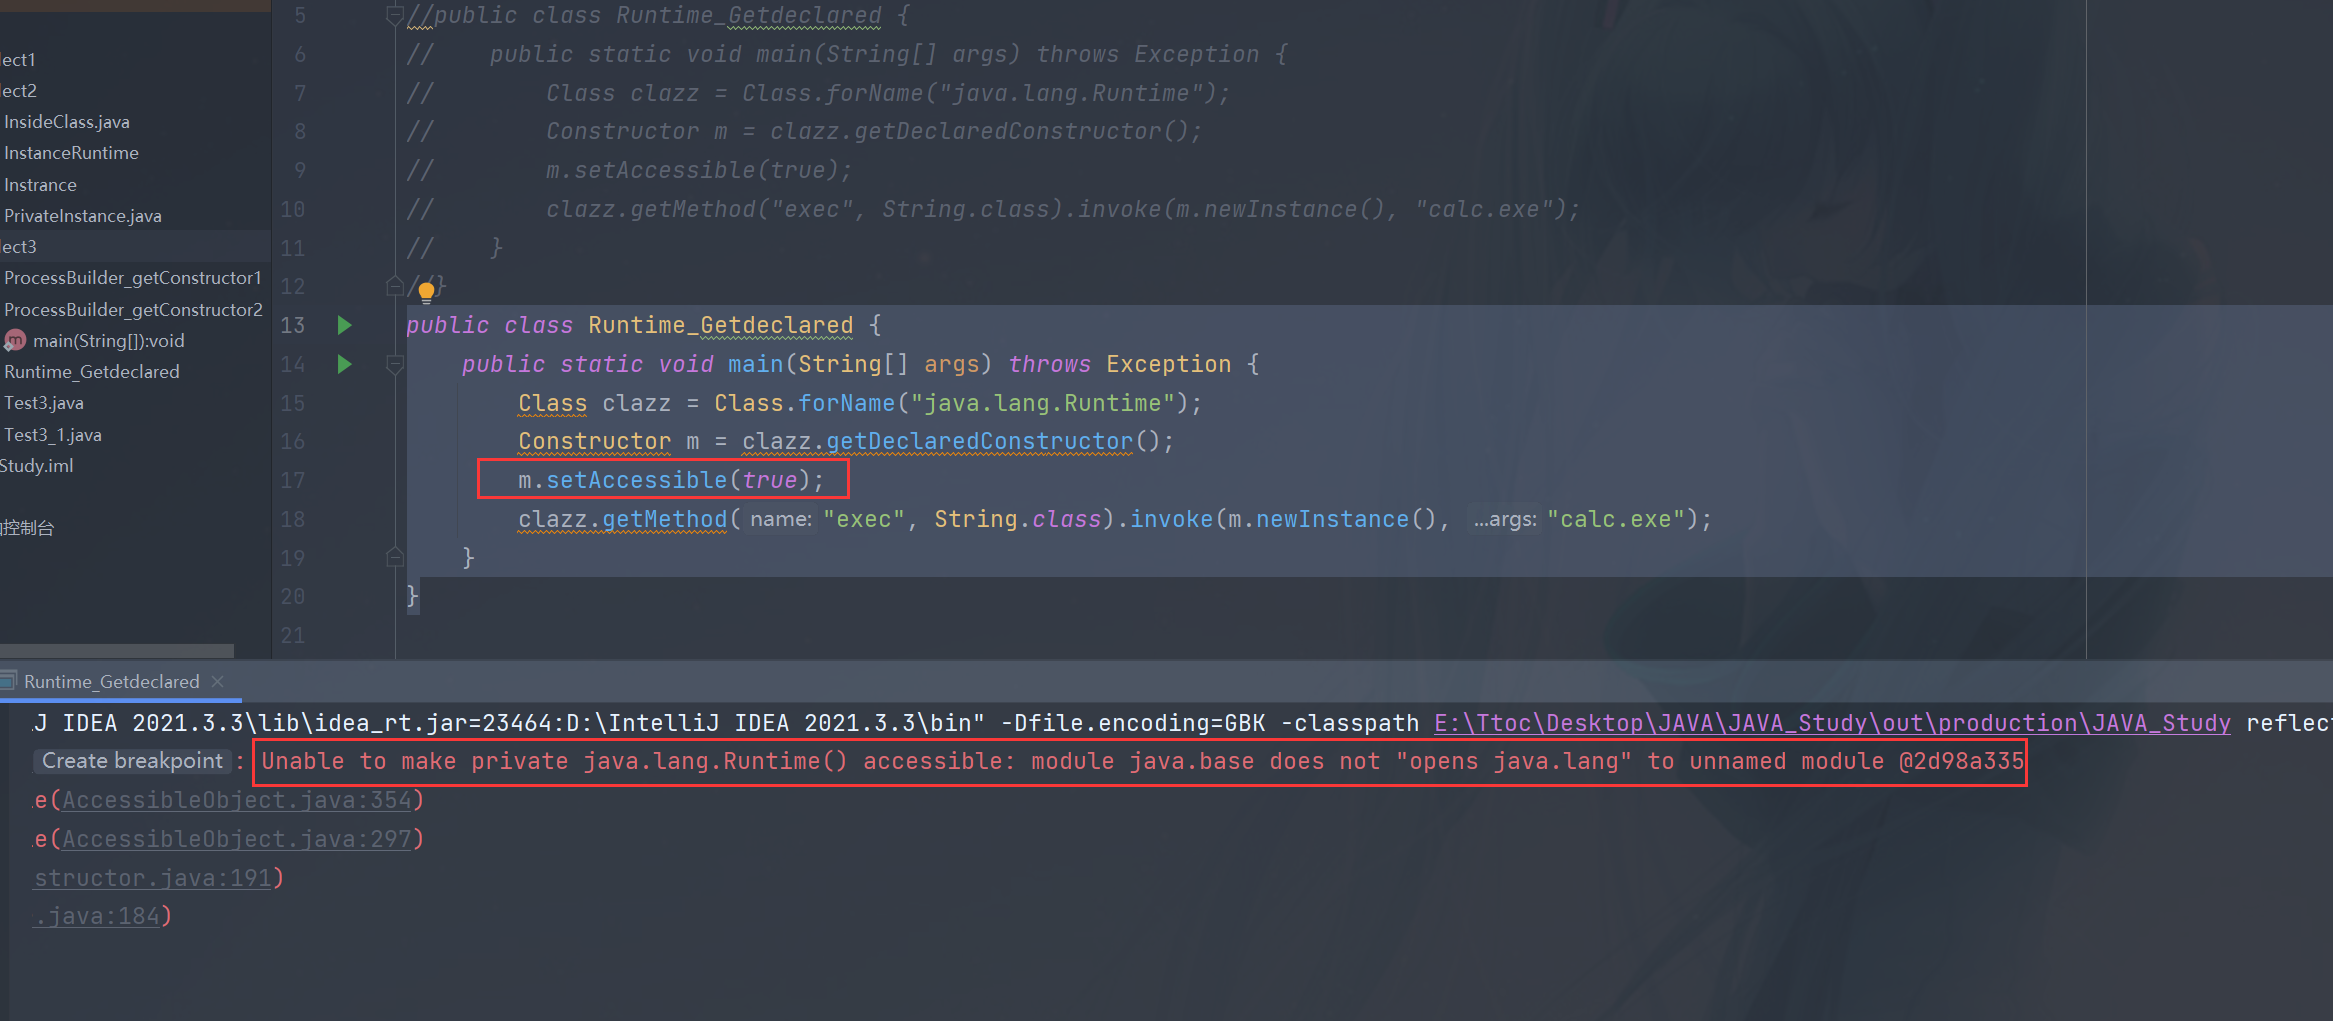 lect1
lect2
InsideClass.java
InstanceRuntime
Instrance
PrivateInstance.java
lect3
ProcessBuilder_getConstructor1
ProcessBuilder_getConstructor2
m main(String[]):void
Runtime_Getdeclared
Test3.java
Test3_1.java
Study.iml
控制台
5 //public class Runtime_Getdeclared {
6 //    public static void main(String[] args) throws Exception {
7 //        Class clazz = Class.forName("java.lang.Runtime");
8 //        Constructor m = clazz.getDeclaredConstructor();
9 //        m.setAccessible(true);
10 //        clazz.getMethod("exec", String.class).invoke(m.newInstance(), "calc.exe");
11 //    }
12 //}
13 public class Runtime_Getdeclared {
14     public static void main(String[] args) throws Exception {
15         Class clazz = Class.forName("java.lang.Runtime");
16         Constructor m = clazz.getDeclaredConstructor();
17         m.setAccessible(true);
18         clazz.getMethod( name: "exec", String.class).invoke(m.newInstance(), ...args: "calc.exe");
19     }
20 }
21
Runtime_Getdeclared
J IDEA 2021.3.3\lib\idea_rt.jar=23464:D:\IntelliJ IDEA 2021.3.3\bin" -Dfile.encoding=GBK -classpath E:\Ttoc\Desktop\JAVA\JAVA_Study\out\production\JAVA_Study reflec
Create breakpoint : Unable to make private java.lang.Runtime() accessible: module java.base does not "opens java.lang" to unnamed module @2d98a335
e(AccessibleObject.java:354)
e(AccessibleObject.java:297)
structor.java:191)
.java:184)